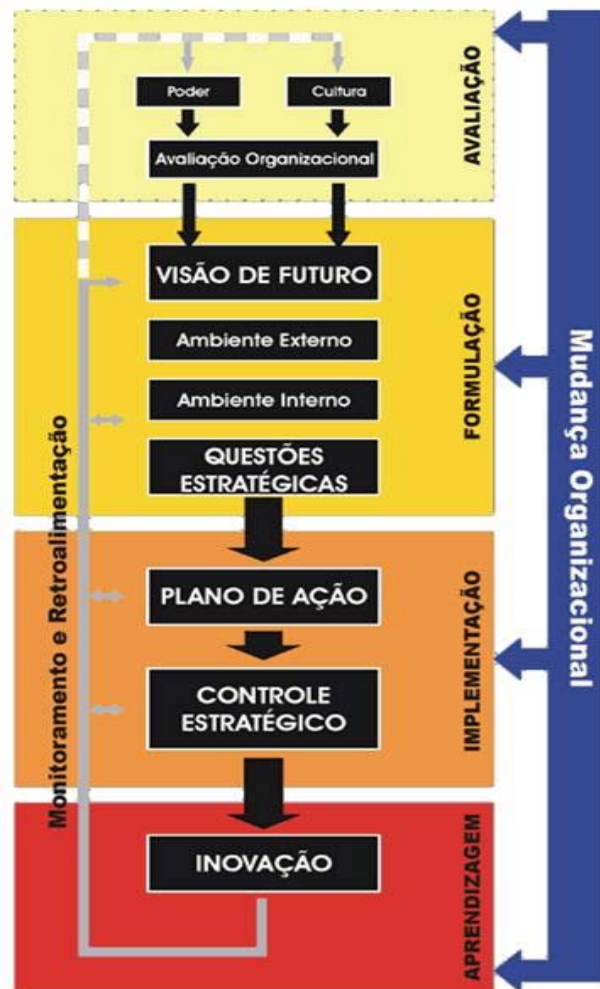 Poder
Cultura
Avaliação Organizacional
AVALIAÇÃO
VISÃO DE FUTURO
Ambiente Externo
Ambiente Interno
QUESTÕES
ESTRATÉGICAS
FORMULAÇÃO
PLANO DE AÇÃO
CONTROLE
ESTRATÉGICO
IMPLEMENTAÇÃO
INOVAÇÃO
APRENDIZAGEM
Monitoramento e Retroalimentação
Mudança Organizacional